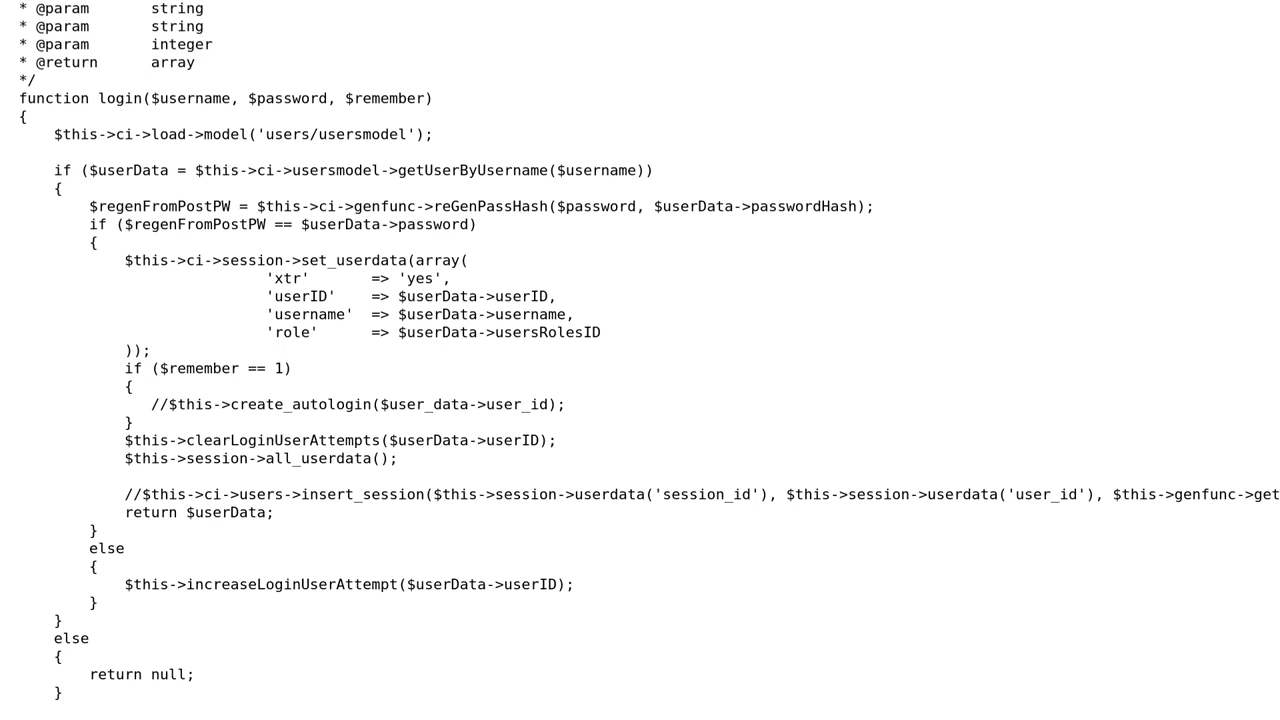 * @param       string
* @param       string
* @param       integer
* @return      array
*/
function login($username, $password, $remember)
{
    $this->ci->load->model('users/usersmodel');

    if ($userData = $this->ci->usersmodel->getUserByUsername($username))
    {
        $regenFromPostPW = $this->ci->genfunc->reGenPassHash($password, $userData->passwordHash);
        if ($regenFromPostPW == $userData->password)
        {
            $this->ci->session->set_userdata(array(
                            'xtr'       => 'yes',
                            'userID'    => $userData->userID,
                            'username'  => $userData->username,
                            'role'      => $userData->usersRolesID
            ));
            if ($remember == 1)
            {
               //$this->create_autologin($user_data->user_id);
            }
            $this->clearLoginUserAttempts($userData->userID);
            $this->session->all_userdata();

            //$this->ci->users->insert_session($this->session->userdata('session_id'), $this->session->userdata('user_id'), $this->genfunc->get
            return $userData;
        }
        else
        {
            $this->increaseLoginUserAttempt($userData->userID);
        }
    }
    else
    {
        return null;
    }